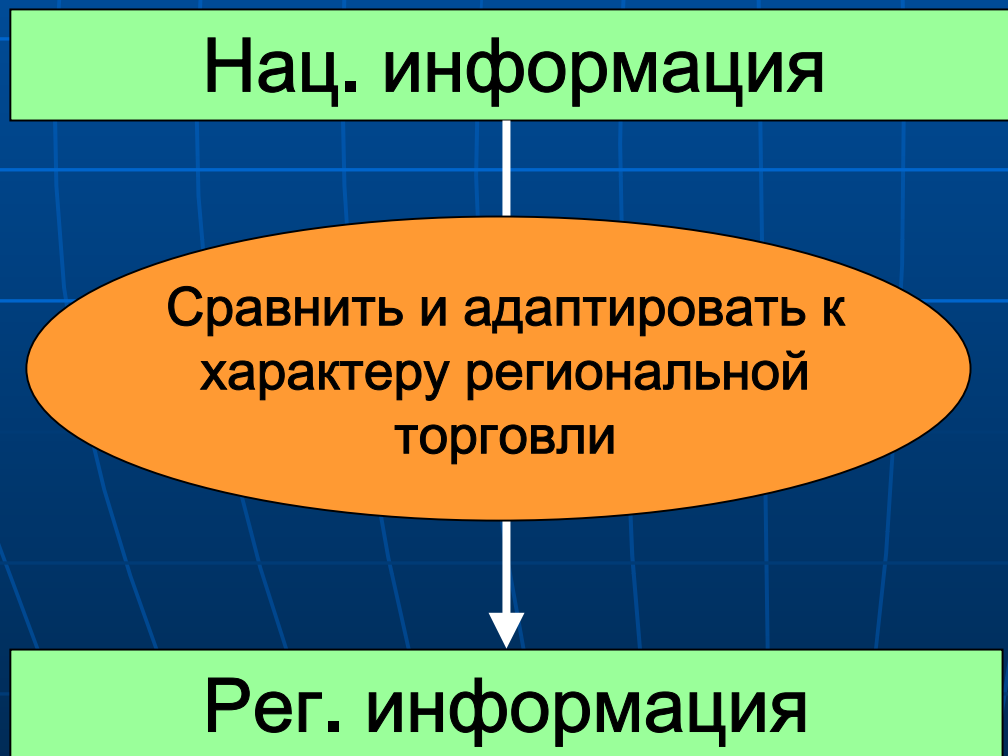 Нац. информация
Сравнить и адаптировать к
характеру региональной
торговли
Рег. информация